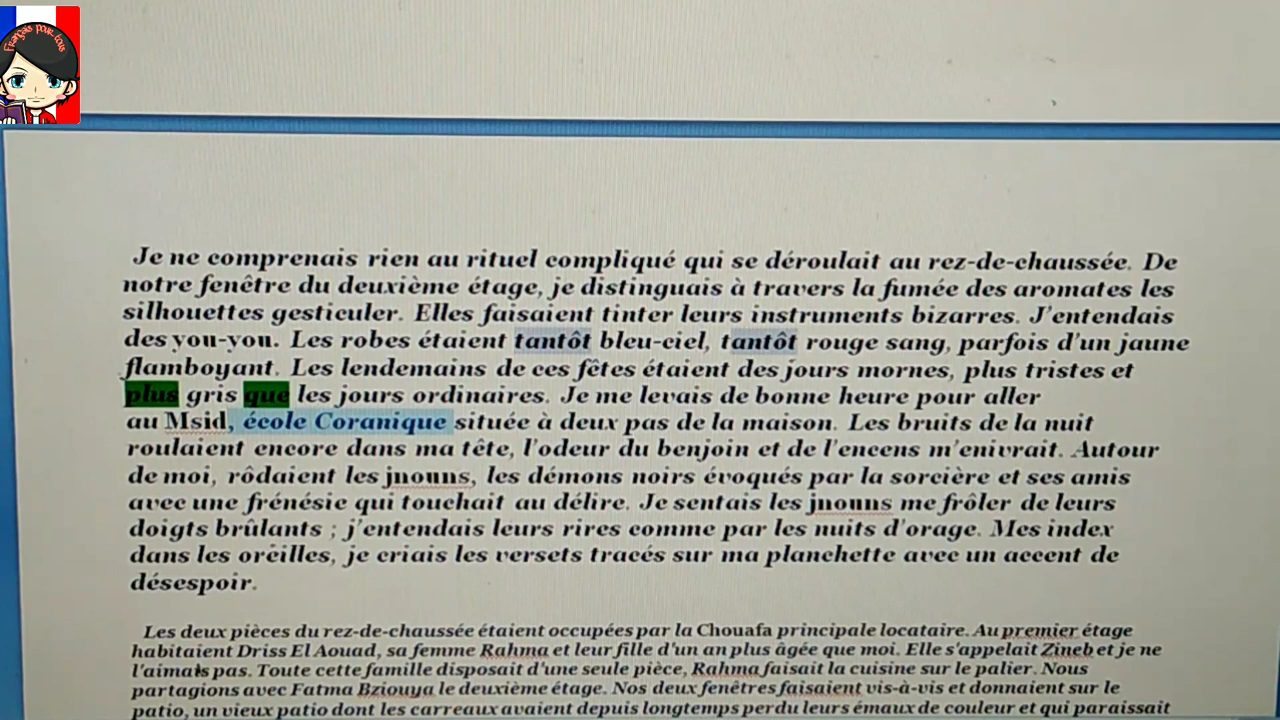 Français pour tous
Je ne comprenais rien au rituel compliqué qui se déroulait au rez-de-chaussée. De
notre fenêtre du deuxième étage, je distinguais à travers la fumée des aromates les
silhouettes gesticuler. Elles faisaient tinter leurs instruments bizarres. J’entendais
des you-you. Les robes étaient tantôt bleu-ciel, tantôt rouge sang, parfois d’un jaune
flamboyant. Les lendemains de ces fêtes étaient des jours mornes, plus tristes et
plus gris que les jours ordinaires. Je me levais de bonne heure pour aller
au Msid, école Coranique située à deux pas de la maison. Les bruits de la nuit
roulaient encore dans ma tête, l’odeur du benjoin et de l’encens m’enivrait. Autour
de moi, rôdaient les jnouns, les démons noirs évoqués par la sorcière et ses amis
avec une frénésie qui touchait au délire. Je sentais les jnouns me frôler de leurs
doigts brûlants ; j’entendais leurs rires comme par les nuits d’orage. Mes index
dans les oreilles, je criais les versets tracés sur ma planchette avec un accent de
désespoir.
Les deux pièces du rez-de-chaussée étaient occupées par la Chouafa principale locataire. Au premier étage
habitaient Driss El Aouad, sa femme Rahma et leur fille d'un an plus âgée que moi. Elle s'appelait Zineb et je ne
l'aimais pas. Toute cette famille disposait d'une seule pièce, Rahma faisait la cuisine sur le palier. Nous
partagions avec Fatma Bziouya le deuxième étage. Nos deux fenêtres faisaient vis-à-vis et donnaient sur le
patio, un vieux patio dont les carreaux avaient depuis longtemps perdu leurs émaux de couleur et qui paraissait